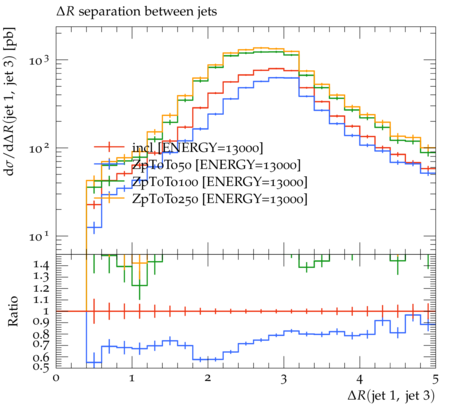 ΔR separation between jets
dσ/dΔR(jet 1, jet 3) [pb]
10³
10²
10¹
incl [ENERGY=13000]
ZpToTo50 [ENERGY=13000]
ZpToTo100 [ENERGY=13000]
ZpToTo250 [ENERGY=13000]
Ratio
1.4
1.3
1.2
1.1
1
0.9
0.8
0.7
0.6
0.5
0 1 2 3 4 5
ΔR(jet 1, jet 3)